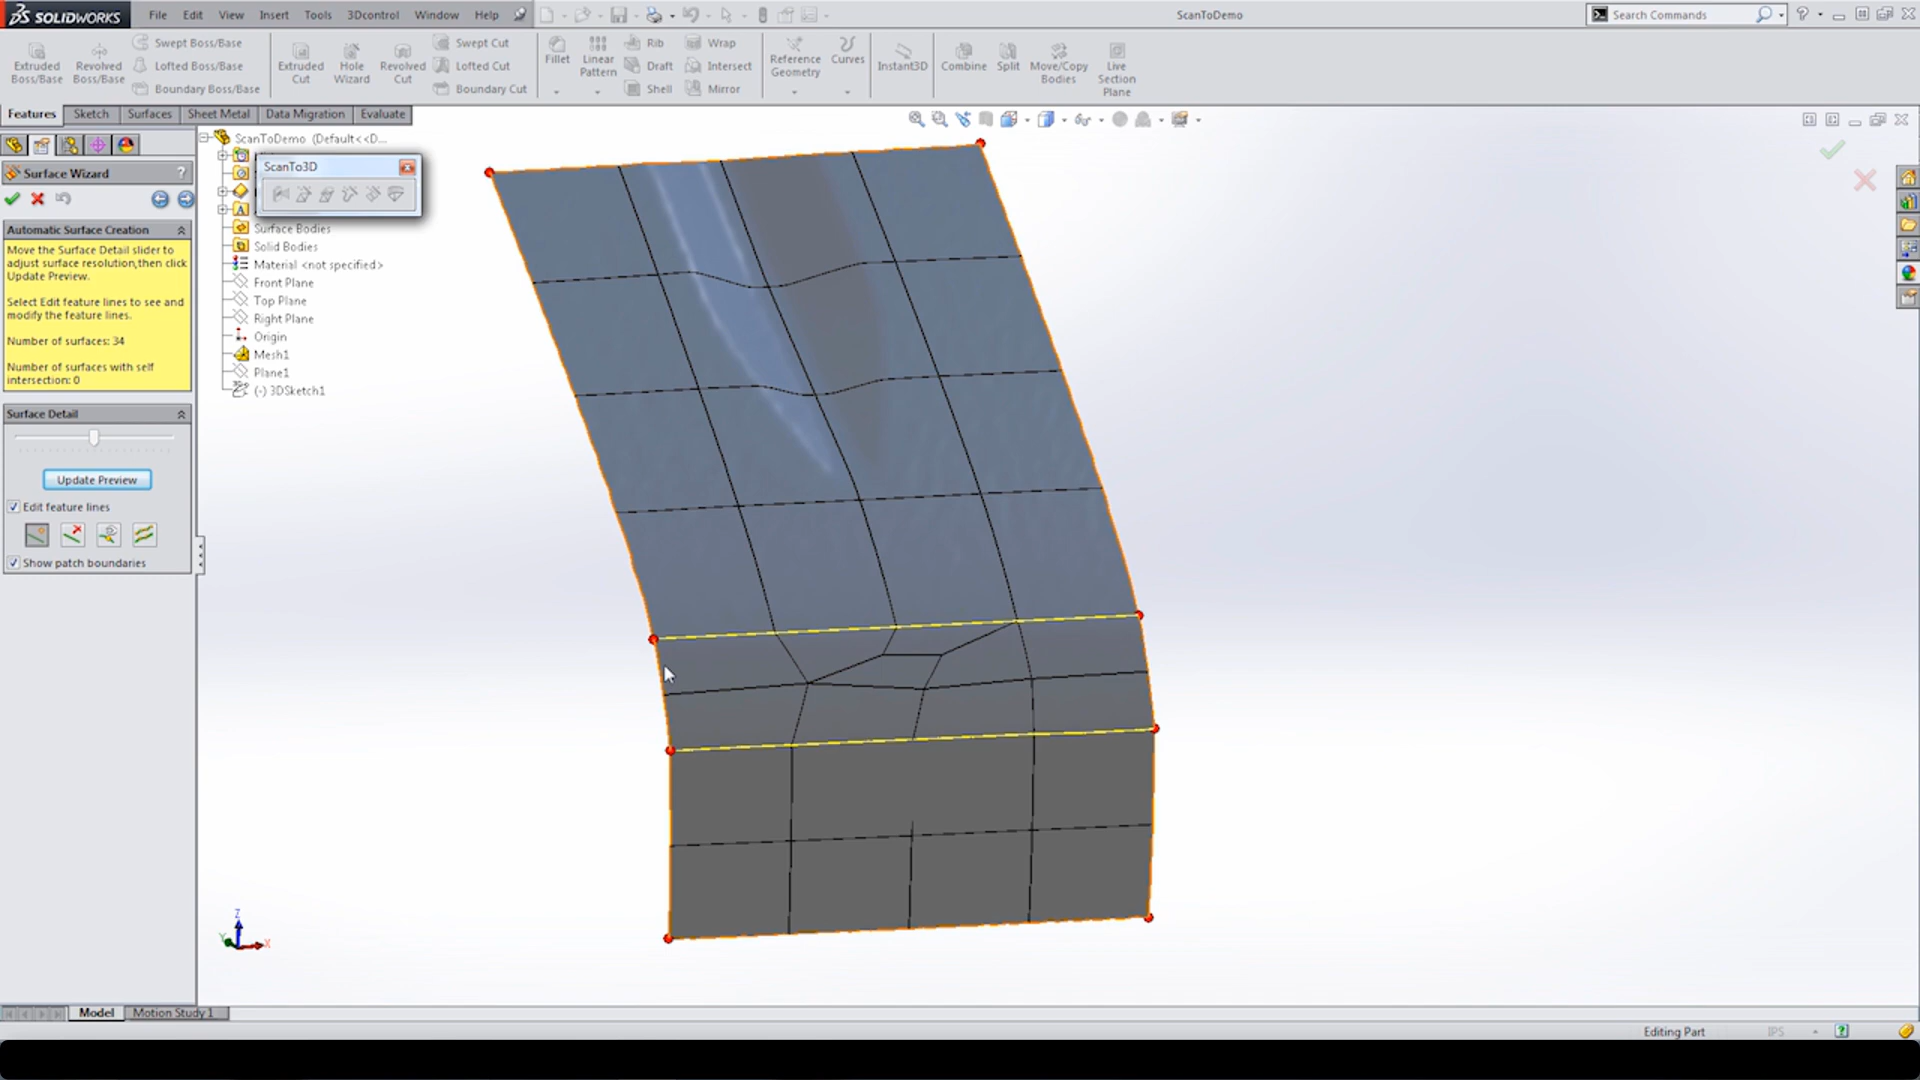 SOLIDWORKS
File Edit View Insert Tools 3Dcontrol Window Help
ScanToDemo
Search Commands
Extruded Boss/Base
Revolved Boss/Base
Swept Boss/Base
Lofted Boss/Base
Boundary Boss/Base
Extruded Cut
Hole Wizard
Revolved Cut
Swept Cut
Lofted Cut
Boundary Cut
Fillet
Linear Pattern
Rib
Draft
Shell
Wrap
Intersect
Mirror
Reference Geometry
Curves
Instant3D
Combine
Split
Move/Copy Bodies
Live Section Plane
Features Sketch Surfaces Sheet Metal Data Migration Evaluate
Surface Wizard ?
Automatic Surface Creation
Move the Surface Detail slider to
adjust surface resolution,then click
Update Preview.
Select Edit feature lines to see and
modify the feature lines.
Number of surfaces: 34
Number of surfaces with self
intersection: 0
Surface Detail
Update Preview
Edit feature lines
Show patch boundaries
ScanToDemo (Default<<D...
ScanTo3D
Surface Bodies
Solid Bodies
Material <not specified>
Front Plane
Top Plane
Right Plane
Origin
Mesh1
Plane1
(-) 3DSketch1
Z
Y
X
Model Motion Study 1
Editing Part
IPS